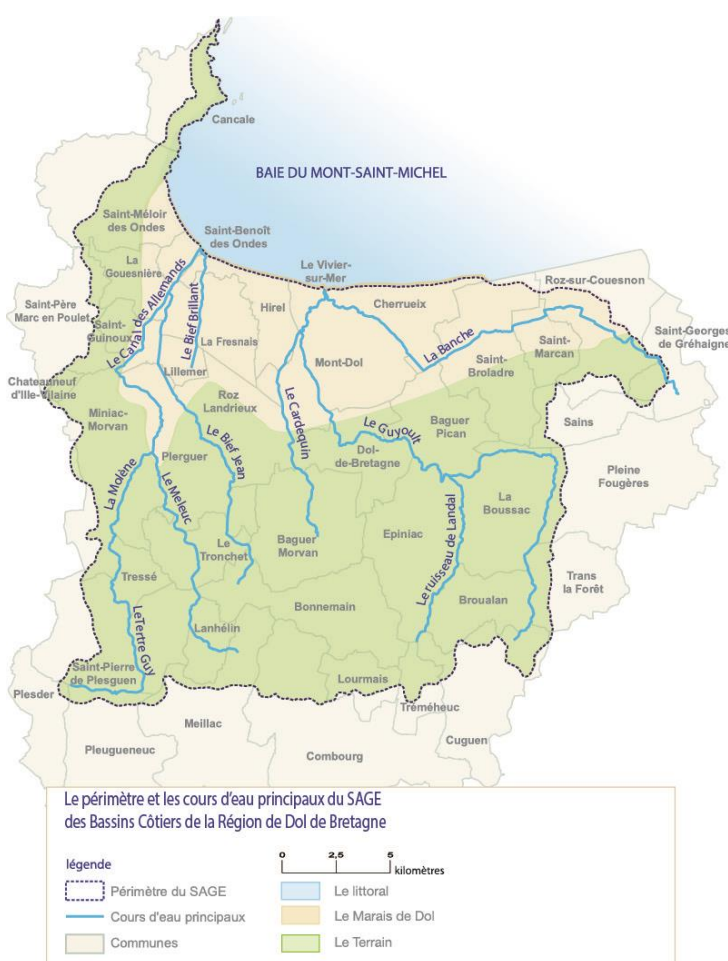 Cancale
BAIE DU MONT-SAINT-MICHEL
Saint-Méloir
des Ondes
Saint-Benoît
des Ondes
La
Gouesnière
Le Vivier-
sur-Mer
Roz-sur-Couesnon
Saint-Père
Marc en Poulet
Le Canal des Allemands
Le Bief Brillant
Hirel
Cherrueix
Saint-
Guinoux
La Fresnais
La Banche
Saint-
Marcan
Saint-Georges
de Gréhaigne
Lillemer
Mont-Dol
Saint-
Broladre
Chateauneuf
d'Ille-Vilaine
Miniac-
Morvan
Roz
Landrieux
Le Cardequin
Le Guyoult
Baguer
Pican
Sains
Le Bief Jean
Plerguer
Dol-
de-Bretagne
Pleine
Fougères
La Molène
Le Meleuc
La
Boussac
Le
Tronchet
Baguer
Morvan
Epiniac
Le ruisseau de Landal
Tressé
Trans
la Forêt
Bonnemain
Broualan
LeTertre Guy
Lanhélin
Saint-Pierre
de Plesguen
Lourmais
Plesder
Tréméheuc
Meillac
Cuguen
Pleugueneuc
Combourg
Le périmètre et les cours d'eau principaux du SAGE
des Bassins Côtiers de la Région de Dol de Bretagne
légende
0 2,5 5
kilomètres
Périmètre du SAGE
Le littoral
Cours d'eau principaux
Le Marais de Dol
Communes
Le Terrain